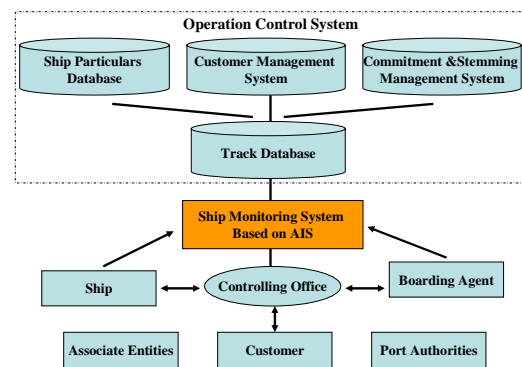 Operation Control System
Ship Particulars
Database
Customer Management
System
Commitment &Stemming
Management System
Track Database
Ship Monitoring System
Based on AIS
Ship
Controlling Office
Boarding Agent
Associate Entities
Customer
Port Authorities